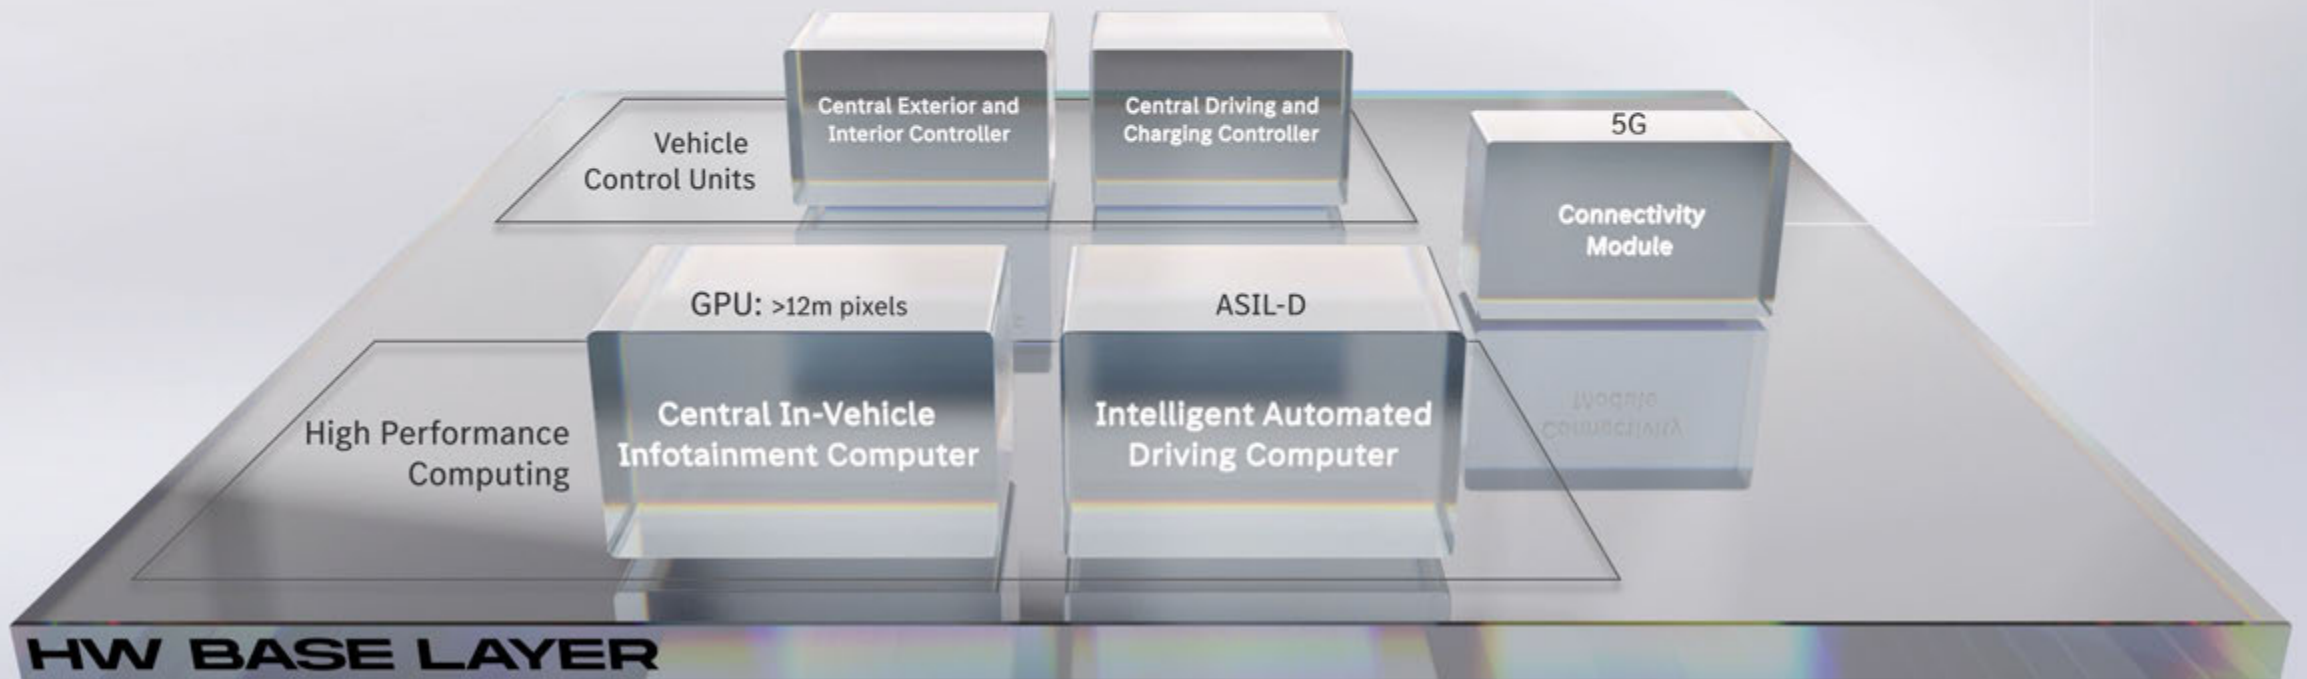 Vehicle
Control Units
Central Exterior and
Interior Controller
Central Driving and
Charging Controller
5G
Connectivity
Module
High Performance
Computing
GPU: >12m pixels
Central In-Vehicle
Infotainment Computer
ASIL-D
Intelligent Automated
Driving Computer
HW BASE LAYER